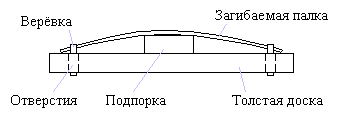 Верёвка
Загибаемая палка
Отверстия
Подпорка
Толстая доска